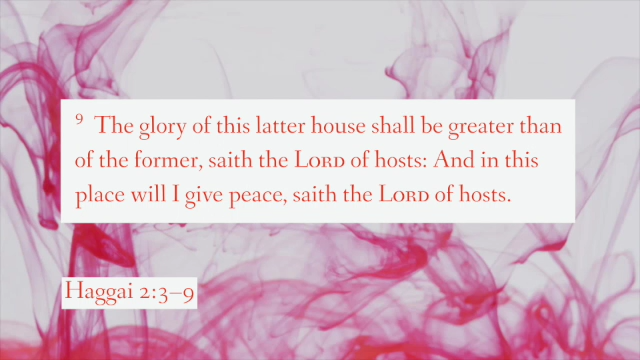 9 The glory of this latter house shall be greater than
of the former, saith the LORD of hosts: And in this
place will I give peace, saith the LORD of hosts.
Haggai 2:3–9